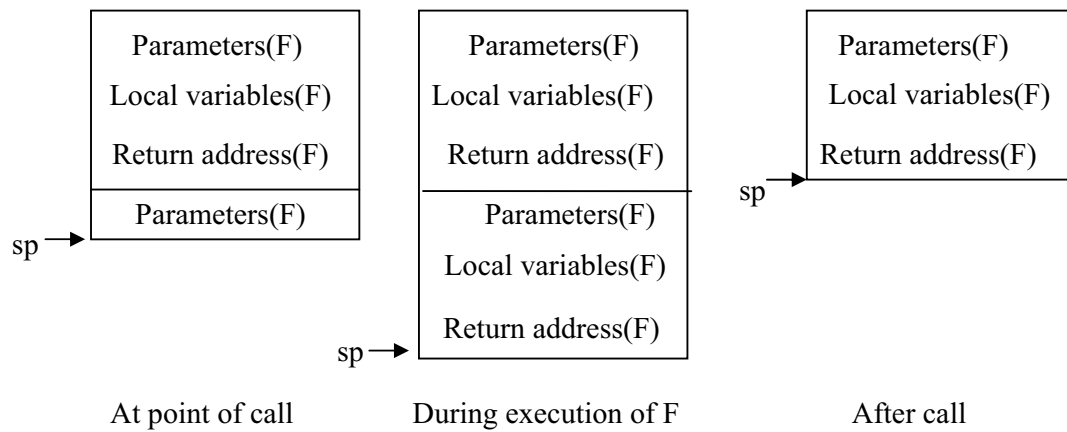 Parameters(F)
Local variables(F)
Return address(F)
Parameters(F)
sp
At point of call
Parameters(F)
Local variables(F)
Return address(F)
Parameters(F)
Local variables(F)
Return address(F)
sp
During execution of F
Parameters(F)
Local variables(F)
Return address(F)
sp
After call